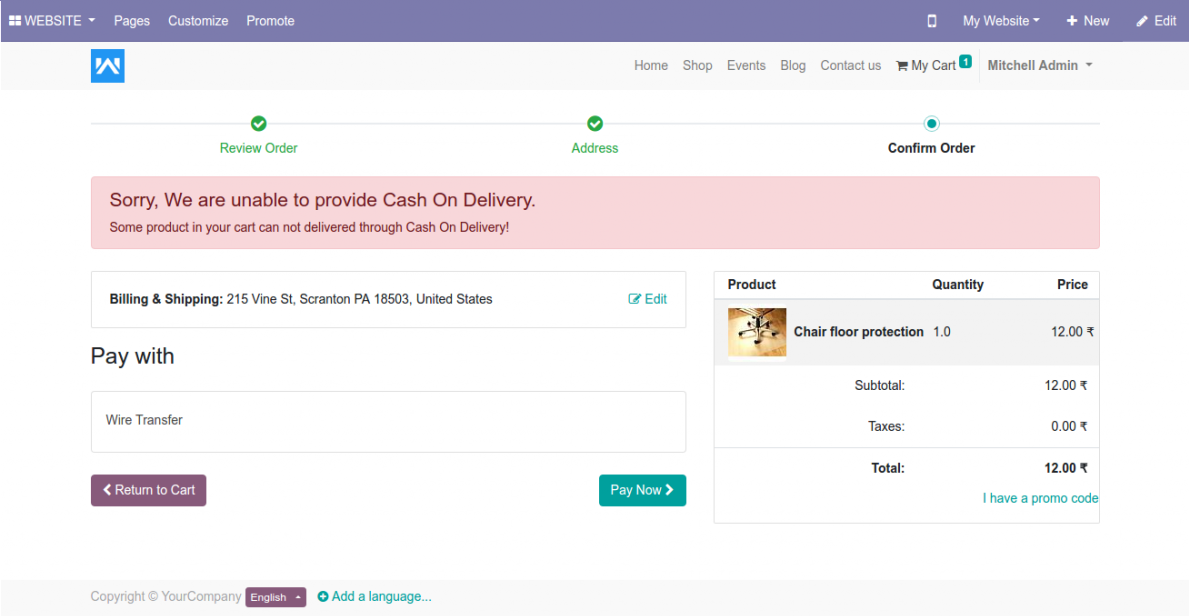 WEBSITE Pages Customize Promote My Website New Edit
Home Shop Events Blog Contact us My Cart 1 Mitchell Admin
Review Order Address Confirm Order
Sorry, We are unable to provide Cash On Delivery.
Some product in your cart can not delivered through Cash On Delivery!
Billing & Shipping: 215 Vine St, Scranton PA 18503, United States Edit
Pay with
Wire Transfer
Return to Cart Pay Now
Product Quantity Price
Chair floor protection 1.0 12.00 ₹
Subtotal: 12.00 ₹
Taxes: 0.00 ₹
Total: 12.00 ₹
I have a promo code
Copyright © YourCompany English Add a language...